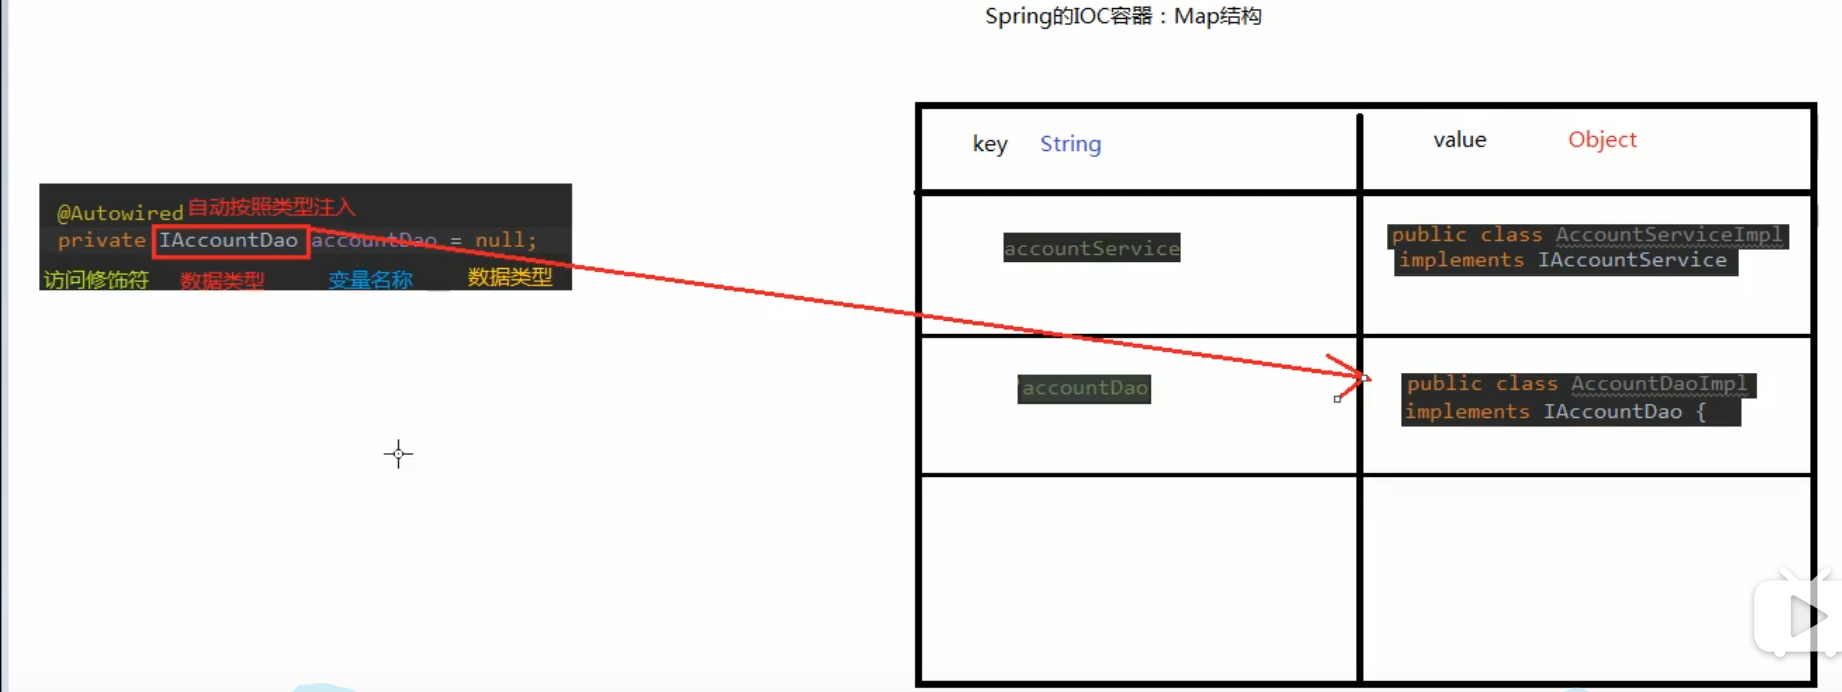 Spring的IOC容器：Map结构
@Autowired 自动按照类型注入
private IAccountDao accountDao = null;
访问修饰符 数据类型 变量名称 数据类型
key String value Object
accountService
public class AccountServiceImpl
implements IAccountService
accountDao
public class AccountDaoImpl
implements IAccountDao {